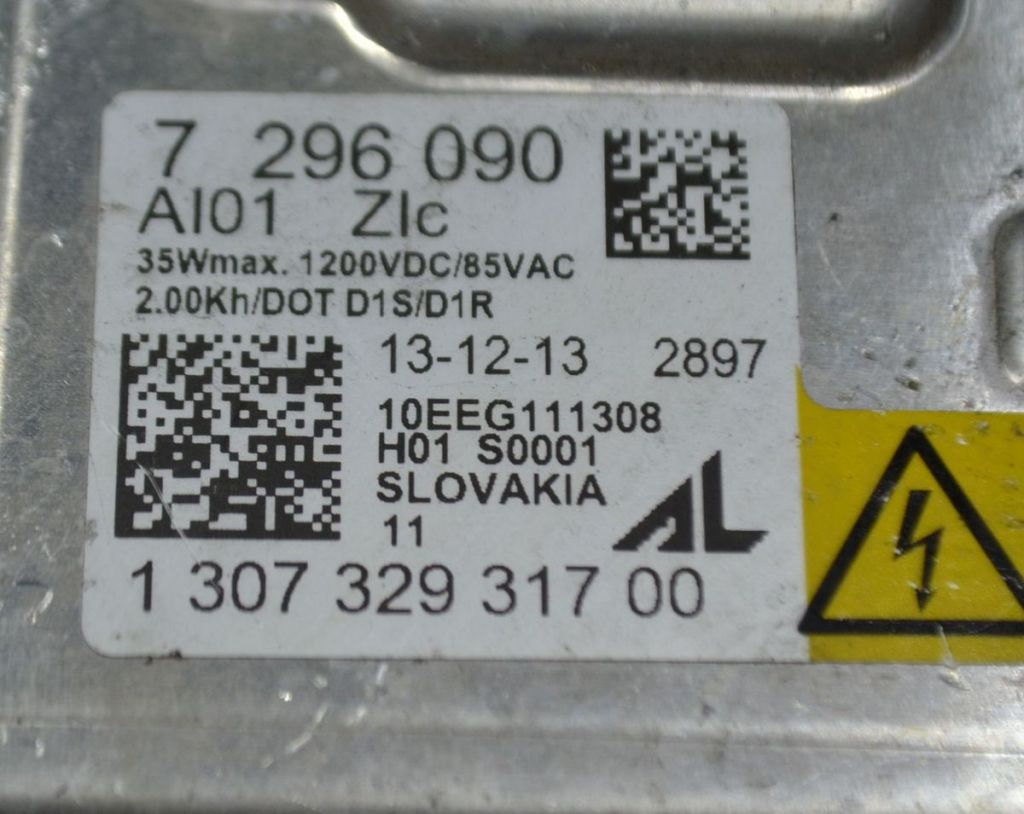 7 296 090
AI01 ZIc
35Wmax. 1200VDC/85VAC
2.00Kh/DOT D1S/D1R
13-12-13 2897
10EEG111308
H01 S0001
SLOVAKIA
11
AL
1 307 329 317 00